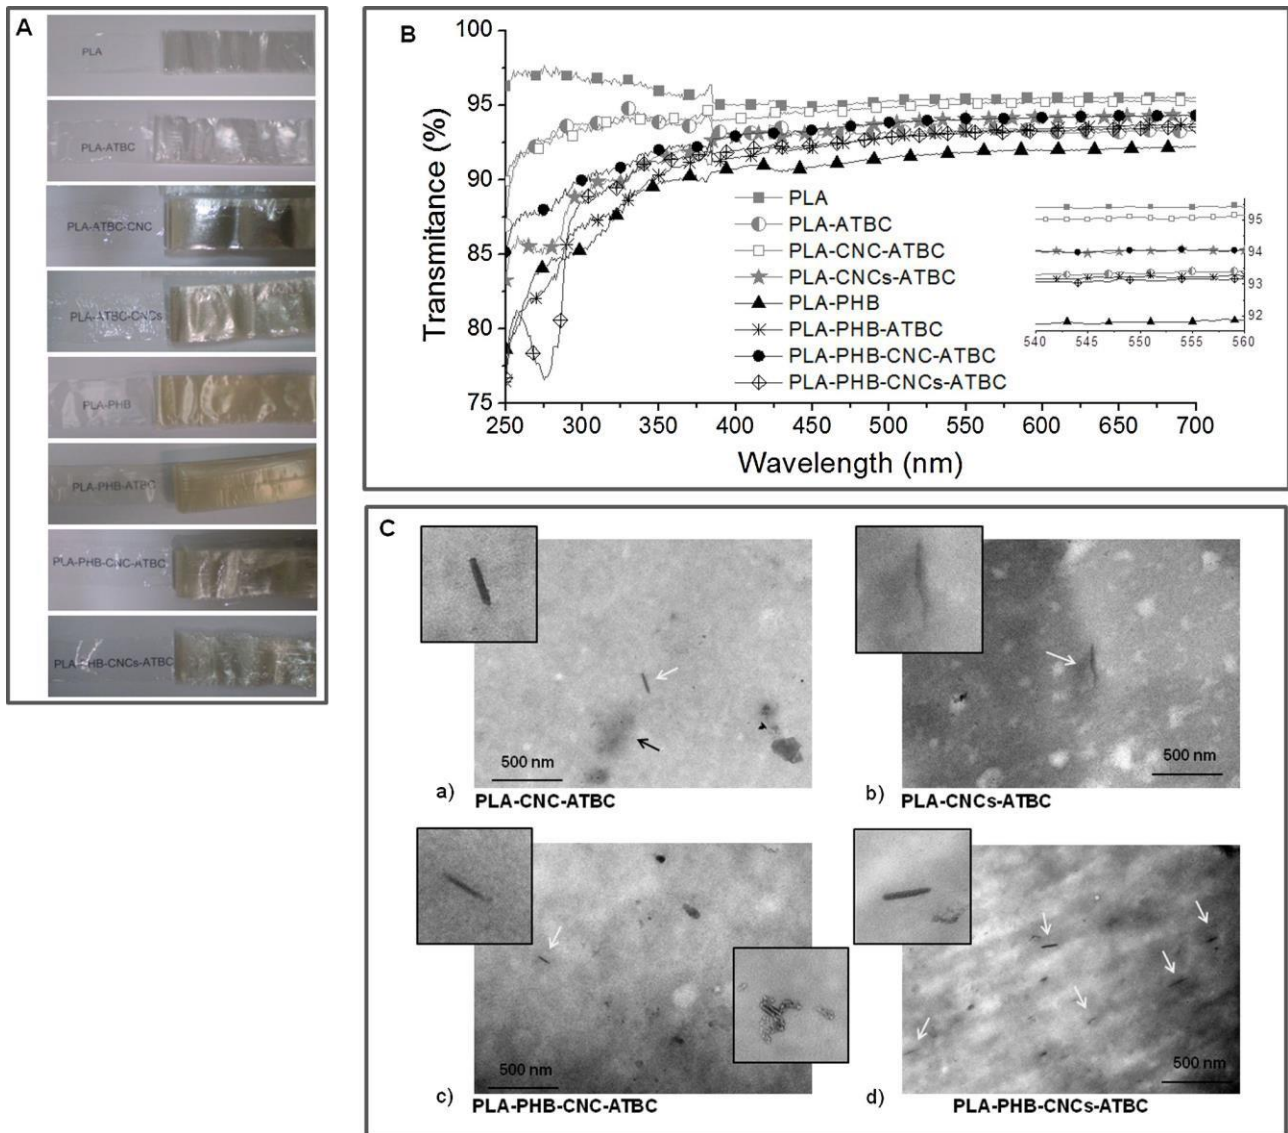 A
PLA
PLA-ATBC
PLA-ATBC-CNC
PLA-ATBC-CNCs
PLA-PHB
PLA-PHB-ATBC
PLA-PHB-CNC-ATBC
PLA-PHB-CNCs-ATBC
B
Transmitance (%)
100
95
90
85
80
75
250 300 350 400 450 500 550 600 650 700
Wavelength (nm)
PLA
PLA-ATBC
PLA-CNC-ATBC
PLA-CNCs-ATBC
PLA-PHB
PLA-PHB-ATBC
PLA-PHB-CNC-ATBC
PLA-PHB-CNCs-ATBC
95
94
93
92
540 545 550 555 560
C
500 nm
a) PLA-CNC-ATBC
500 nm
b) PLA-CNCs-ATBC
500 nm
c) PLA-PHB-CNC-ATBC
500 nm
d) PLA-PHB-CNCs-ATBC